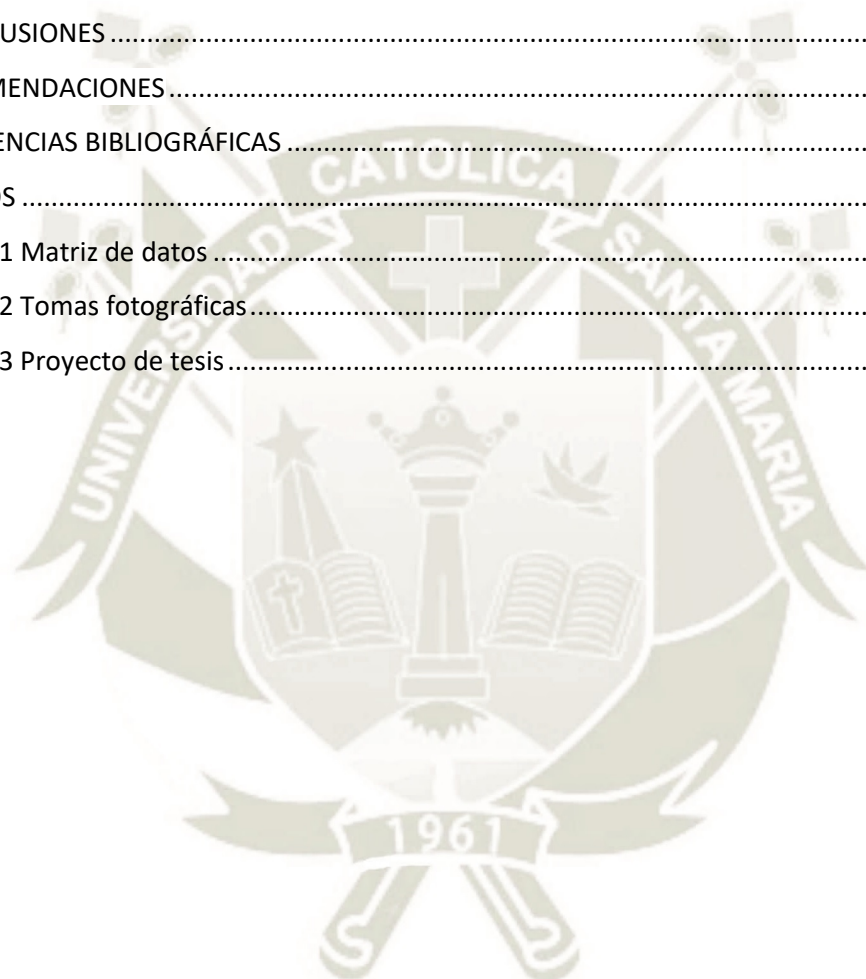 USIONES ..........................................................................................
MENDACIONES ..................................................................................
ENCIAS BIBLIOGRÁFICAS ...................................................................
OS ......................................................................................................
1 Matriz de datos ................................................................................
2 Tomas fotográficas ...........................................................................
3 Proyecto de tesis ..............................................................................
UNIVERSIDAD CATOLICA SANTA MARIA
1961